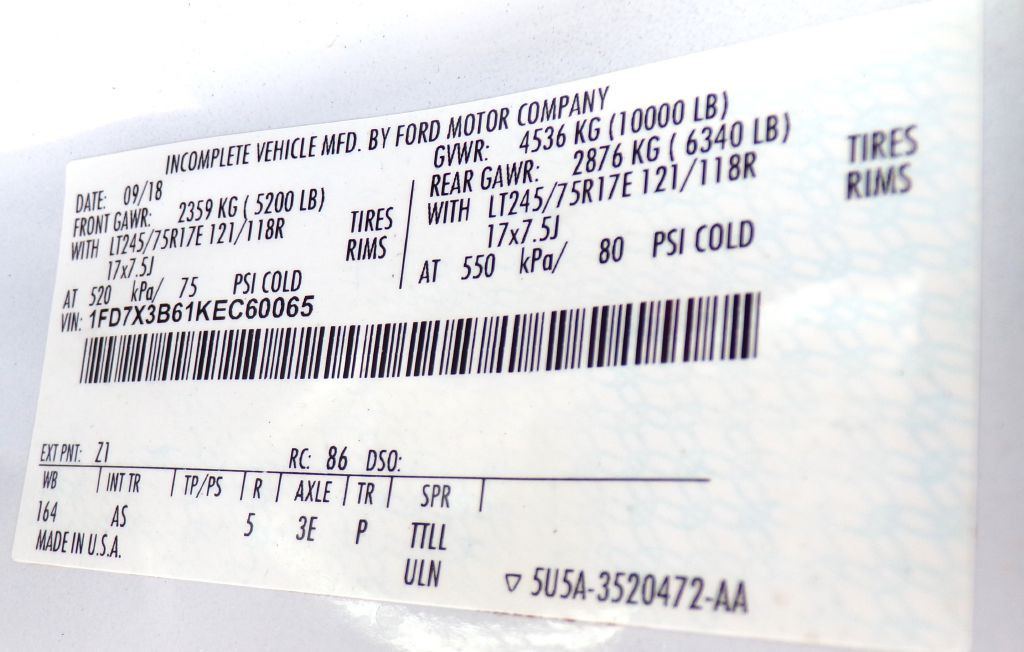 INCOMPLETE VEHICLE MFD. BY FORD MOTOR COMPANY
DATE: 09/18
GVWR: 4536 KG (10000 LB)
FRONT GAWR: 2359 KG ( 5200 LB)
REAR GAWR: 2876 KG ( 6340 LB)
WITH LT245/75R17E 121/118R TIRES
WITH LT245/75R17E 121/118R TIRES
17x7.5J RIMS
17x7.5J RIMS
AT 520 kPa/ 75 PSI COLD
AT 550 kPa/ 80 PSI COLD
VIN: 1FD7X3B61KEC60065
EXT PNT: Z1 RC: 86 DSO:
WB INT TR TP/PS R AXLE TR SPR
164 AS 5 3E P TTLL
MADE IN U.S.A. ULN
▽ 5U5A-3520472-AA